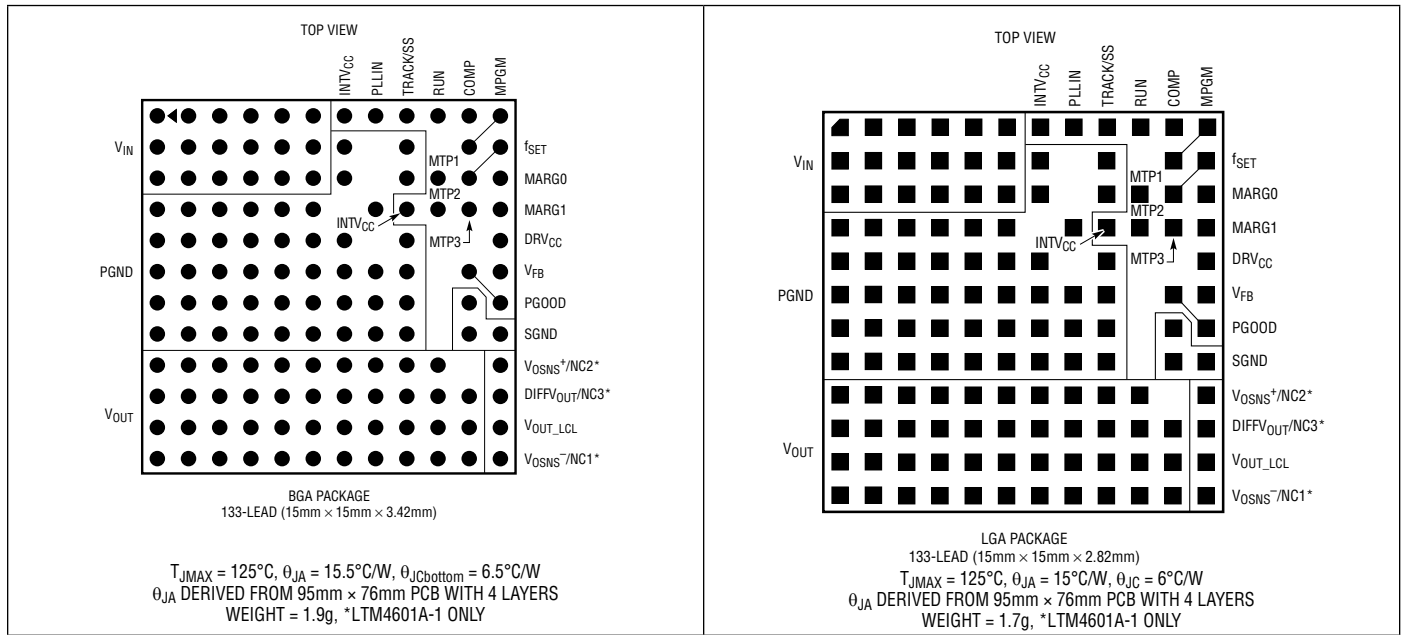 TOP VIEW
INTVCC
PLLIN
TRACK/SS
RUN
COMP
MPGM
VIN
fSET
MTP1
MARG0
MTP2
MARG1
INTVCC
MTP3
DRVCC
PGND
VFB
PGOOD
SGND
VOSNS+/NC2*
DIFFVOUT/NC3*
VOUT
VOUT_LCL
VOSNS–/NC1*
BGA PACKAGE
133-LEAD (15mm × 15mm × 3.42mm)
TJMAX = 125°C, θJA = 15.5°C/W, θJCbottom = 6.5°C/W
θJA DERIVED FROM 95mm × 76mm PCB WITH 4 LAYERS
WEIGHT = 1.9g, *LTM4601A-1 ONLY
TOP VIEW
INTVCC
PLLIN
TRACK/SS
RUN
COMP
MPGM
VIN
fSET
MTP1
MARG0
MTP2
MARG1
INTVCC
MTP3
DRVCC
PGND
VFB
PGOOD
SGND
VOSNS+/NC2*
DIFFVOUT/NC3*
VOUT
VOUT_LCL
VOSNS–/NC1*
LGA PACKAGE
133-LEAD (15mm × 15mm × 2.82mm)
TJMAX = 125°C, θJA = 15°C/W, θJC = 6°C/W
θJA DERIVED FROM 95mm × 76mm PCB WITH 4 LAYERS
WEIGHT = 1.7g, *LTM4601A-1 ONLY